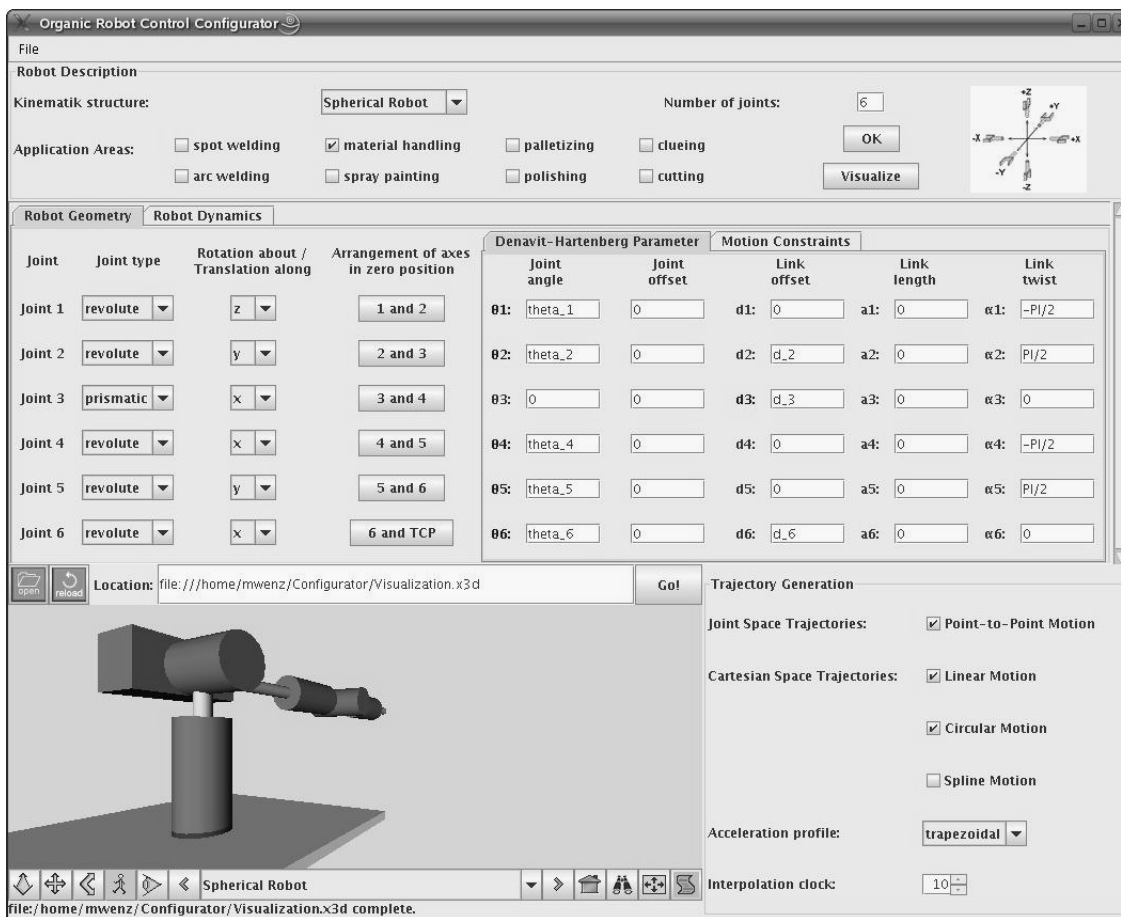 Organic Robot Control Configurator
File
Robot Description
Kinematik structure: Spherical Robot Number of joints: 6
Application Areas: spot welding material handling palletizing clueing OK
arc welding spray painting polishing cutting Visualize
+Z
+Y
-X +X
-Y
-Z
Robot Geometry Robot Dynamics
Joint Joint type Rotation about / Translation along Arrangement of axes in zero position
Joint 1 revolute z 1 and 2
Joint 2 revolute y 2 and 3
Joint 3 prismatic x 3 and 4
Joint 4 revolute x 4 and 5
Joint 5 revolute y 5 and 6
Joint 6 revolute x 6 and TCP
Denavit-Hartenberg Parameter Motion Constraints
Joint angle Joint offset Link offset Link length Link twist
θ1: theta_1 0 d1: 0 a1: 0 α1: -PI/2
θ2: theta_2 0 d2: d_2 a2: 0 α2: PI/2
θ3: 0 0 d3: d_3 a3: 0 α3: 0
θ4: theta_4 0 d4: 0 a4: 0 α4: -PI/2
θ5: theta_5 0 d5: 0 a5: 0 α5: PI/2
θ6: theta_6 0 d6: d_6 a6: 0 α6: 0
open reload Location: file:///home/mwenz/Configurator/Visualization.x3d Go!
Spherical Robot
file:/home/mwenz/Configurator/Visualization.x3d complete.
Trajectory Generation
Joint Space Trajectories: Point-to-Point Motion
Cartesian Space Trajectories: Linear Motion
Circular Motion
Spline Motion
Acceleration profile: trapezoidal
Interpolation clock: 10